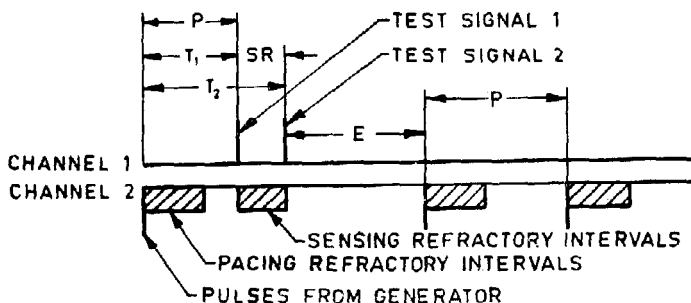 P
TEST SIGNAL 1
T₁ SR
TEST SIGNAL 2
T₂
P
E
CHANNEL 1
CHANNEL 2
SENSING REFRACTORY INTERVALS
PACING REFRACTORY INTERVALS
PULSES FROM GENERATOR